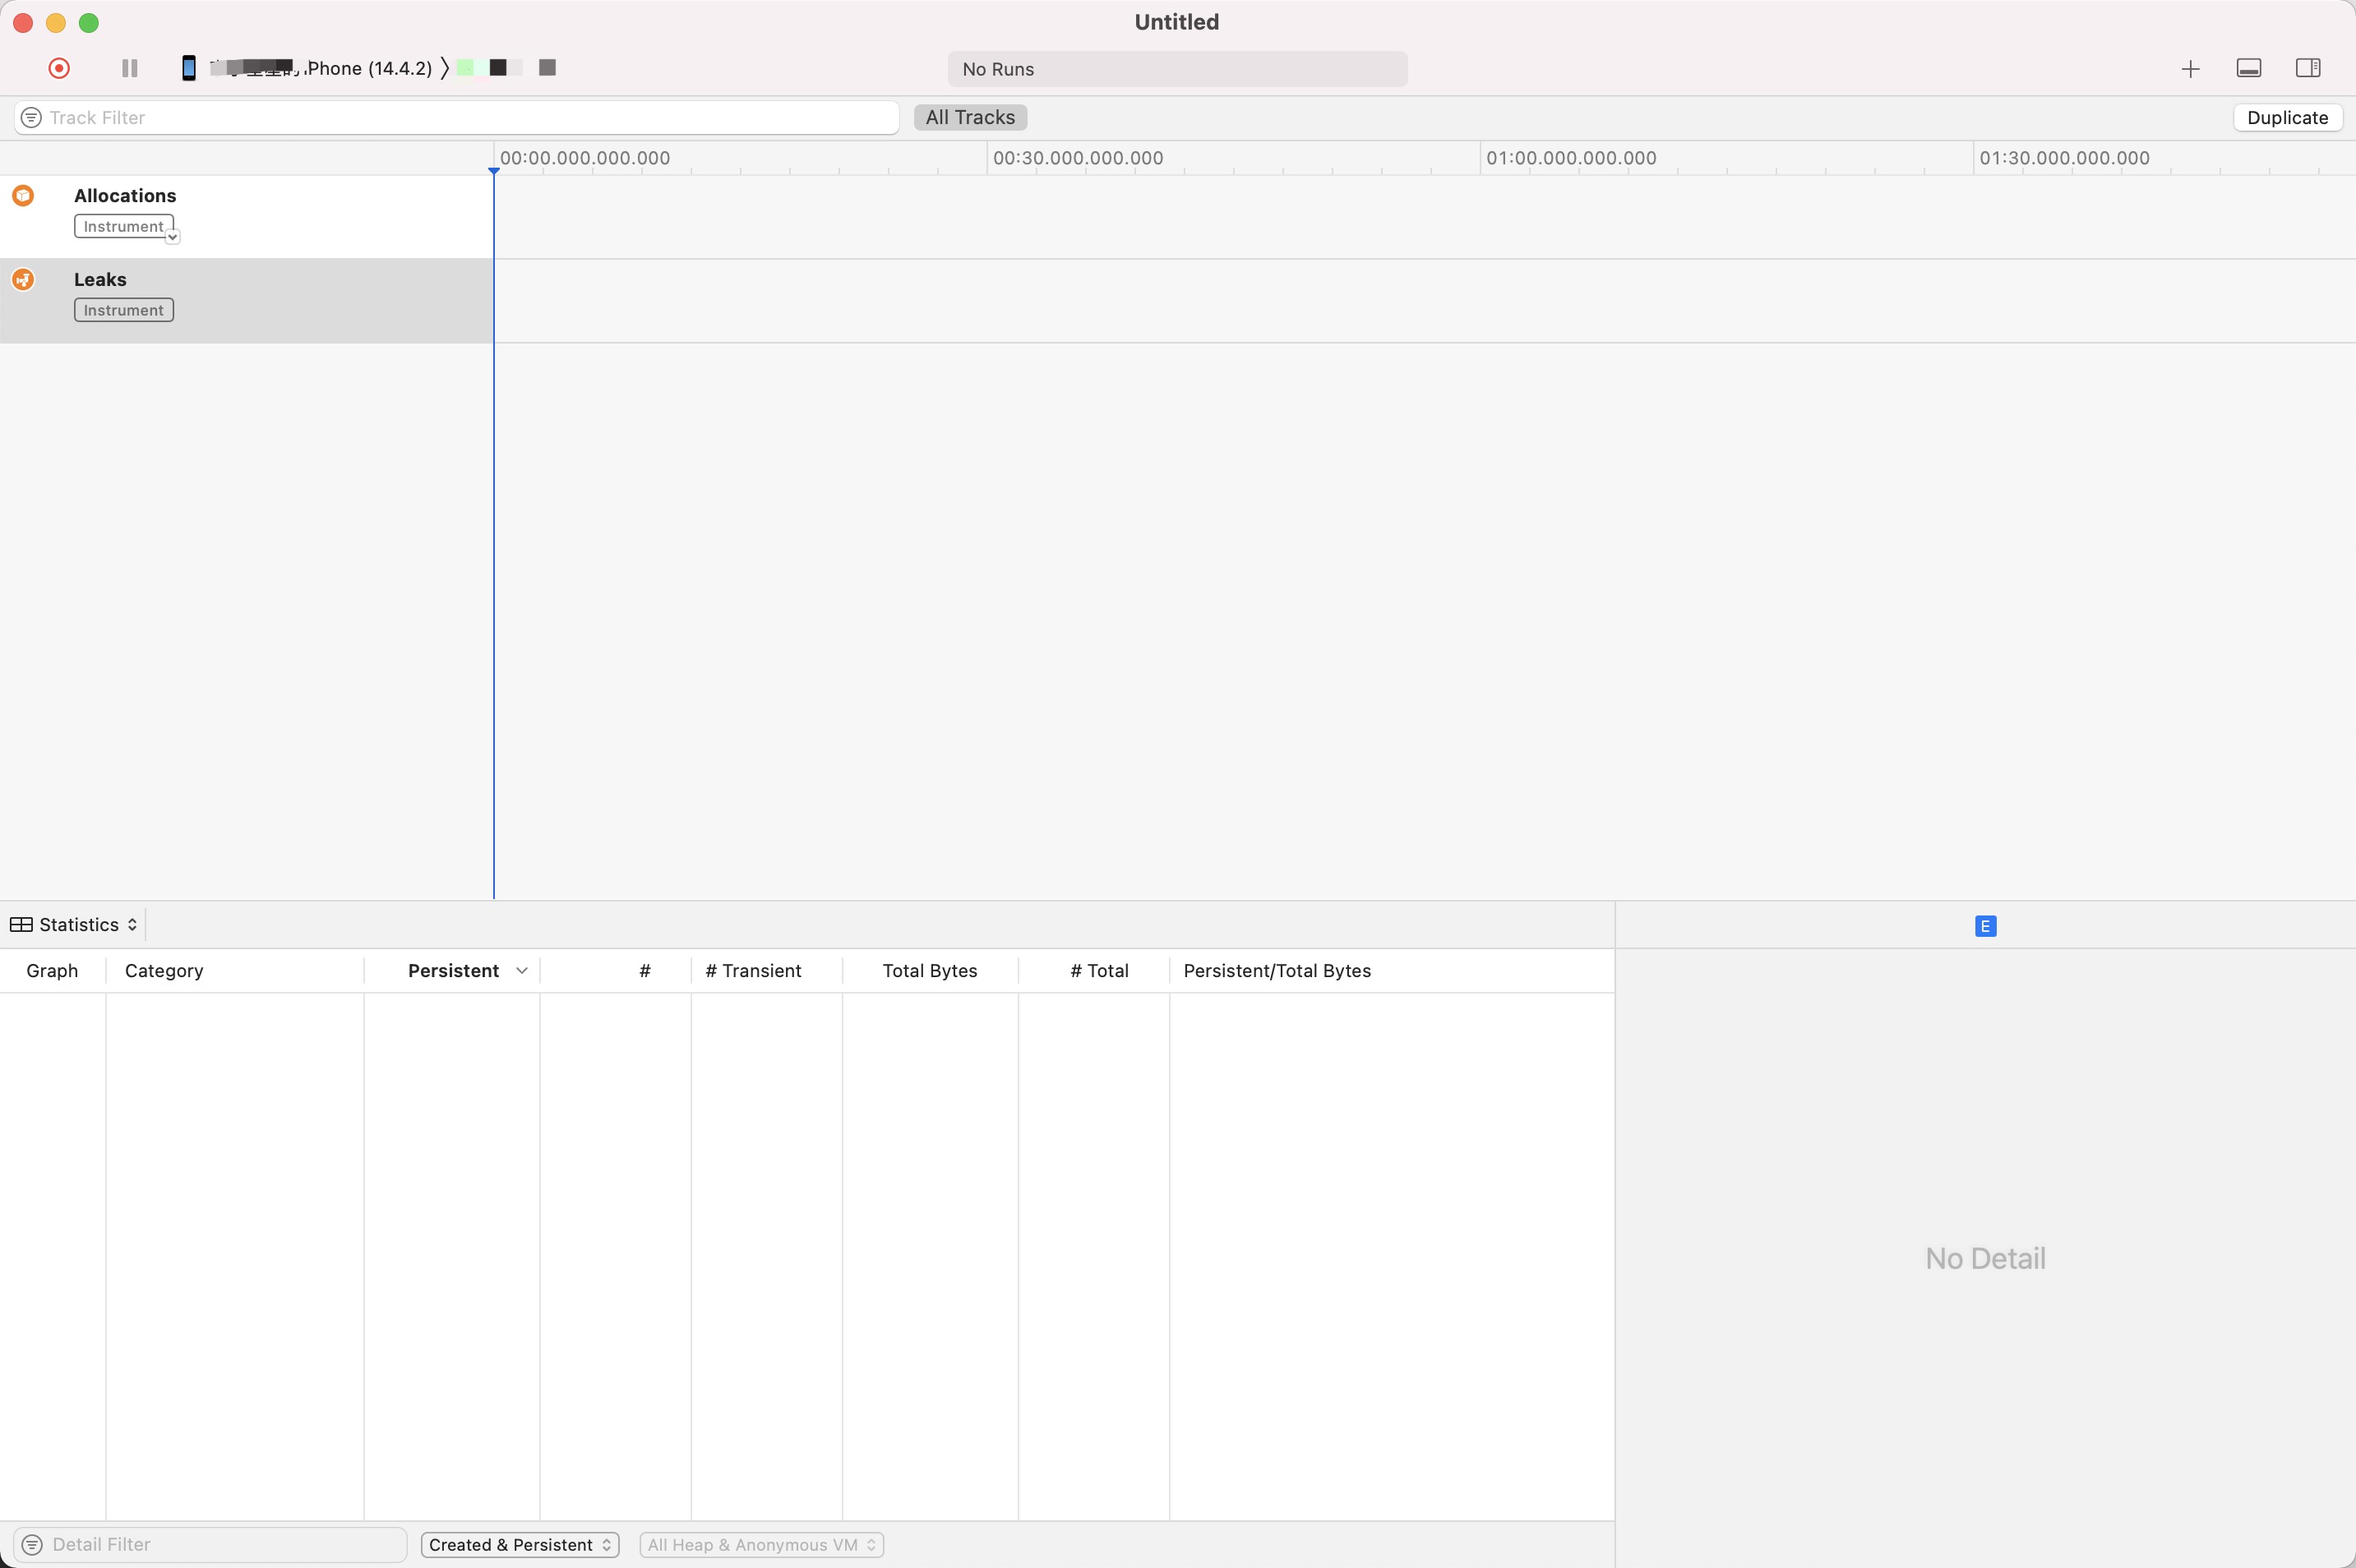 Untitled
iPhone (14.4.2)
No Runs
Track Filter
All Tracks
Duplicate
00:00.000.000.000
00:30.000.000.000
01:00.000.000.000
01:30.000.000.000
Allocations
Instrument
Leaks
Instrument
Statistics
E
Graph
Category
Persistent
#
# Transient
Total Bytes
# Total
Persistent/Total Bytes
No Detail
Detail Filter
Created & Persistent
All Heap & Anonymous VM